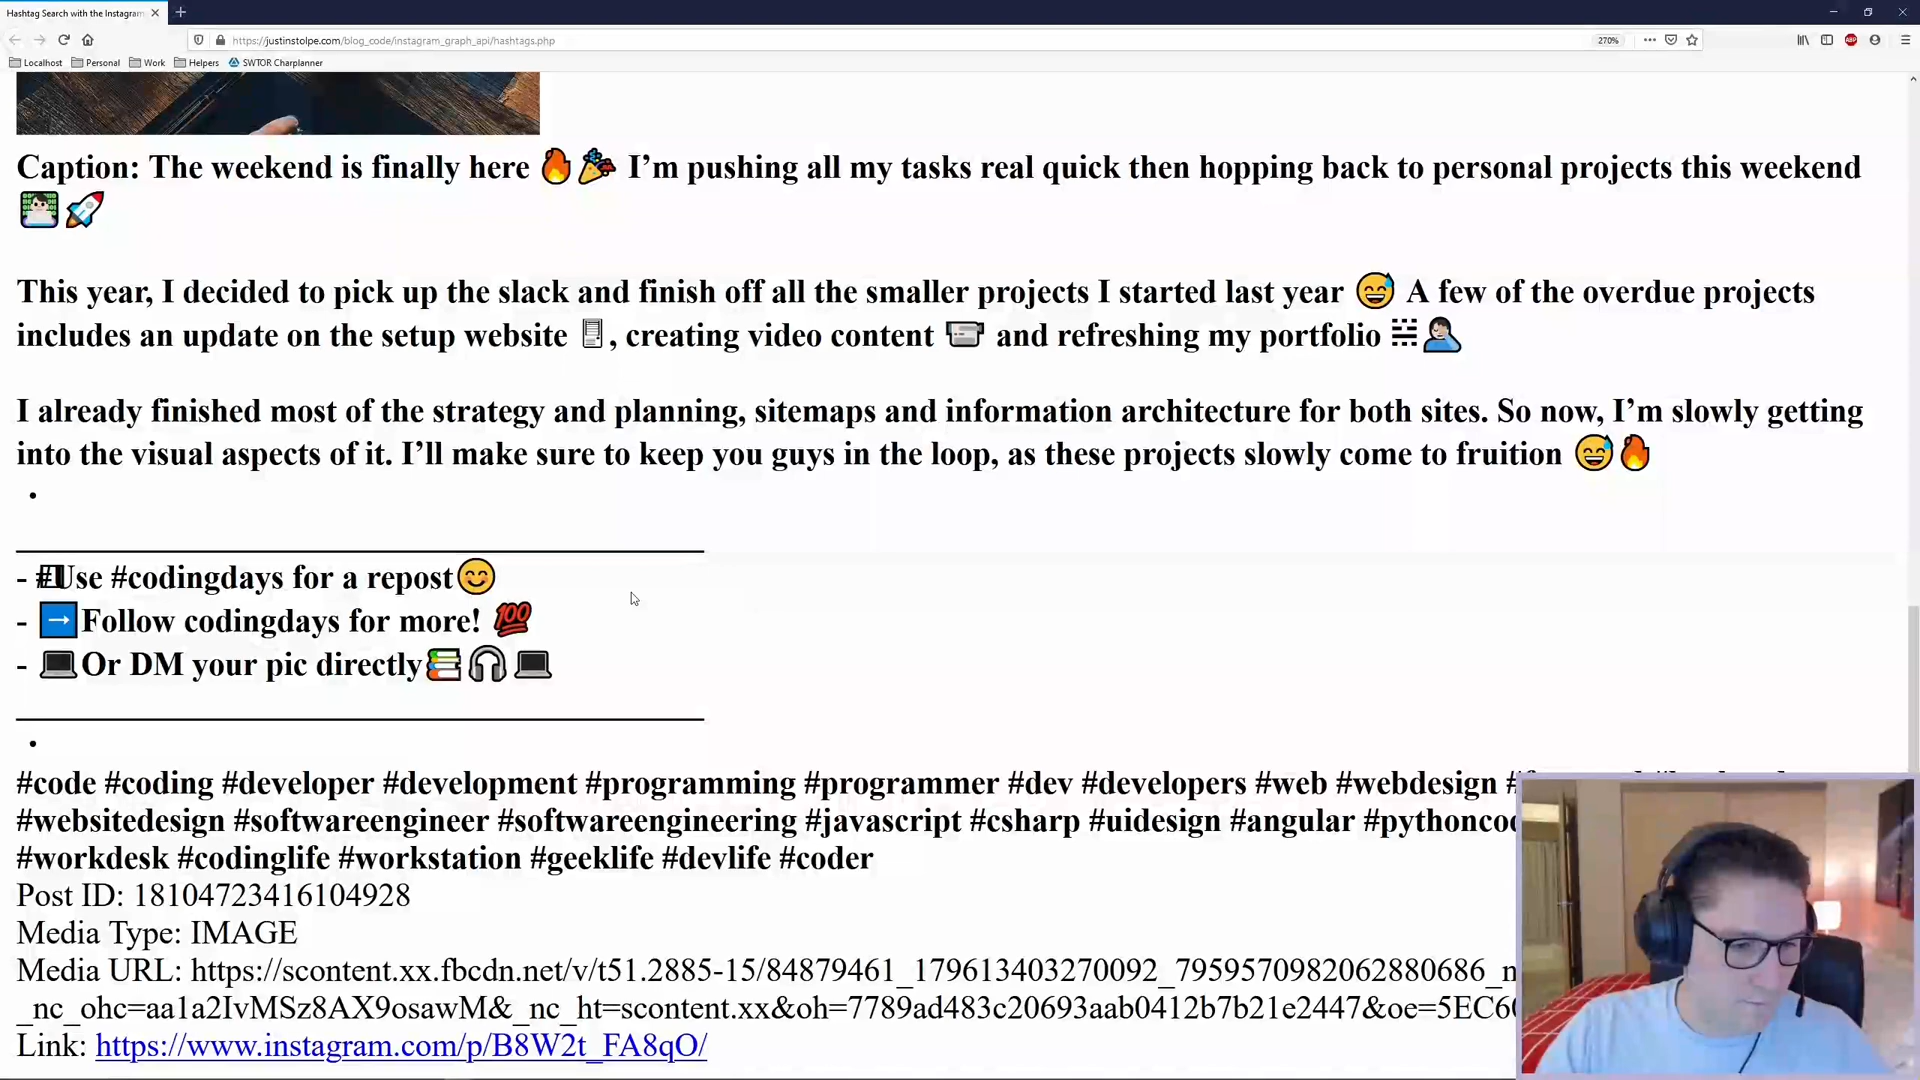 Hashtag Search with the Instagram
https://justinstolpe.com/blog_code/instagram_graph_api/hashtags.php
270%
ABP
Localhost Personal Work Helpers SWTOR Charplanner
Caption: The weekend is finally here 🔥🎉 I’m pushing all my tasks real quick then hopping back to personal projects this weekend
👨🏻‍💻🚀
This year, I decided to pick up the slack and finish off all the smaller projects I started last year 😅 A few of the overdue projects
includes an update on the setup website 🖥, creating video content 📹 and refreshing my portfolio 🤦🏻‍♂️
I already finished most of the strategy and planning, sitemaps and information architecture for both sites. So now, I’m slowly getting
into the visual aspects of it. I’ll make sure to keep you guys in the loop, as these projects slowly come to fruition 😅🔥
•
- #️⃣Use #codingdays for a repost😊
- ➡️Follow codingdays for more! 💯
- 💻Or DM your pic directly📚🎧💻
•
#code #coding #developer #development #programming #programmer #dev #developers #web #webdesign
#websitedesign #softwareengineer #softwareengineering #javascript #csharp #uidesign #angular
#workdesk #codinglife #workstation #geeklife #devlife #coder
Post ID: 18104723416104928
Media Type: IMAGE
Media URL: https://scontent.xx.fbcdn.net/v/t51.2885-15/84879461_179613403270092_7959570982062880686_n
_nc_ohc=aa1a2IvMSz8AX9osawM&_nc_ht=scontent.xx&oh=7789ad483c20693aab0412b7b21e2447&oe=5EC6
Link: https://www.instagram.com/p/B8W2t_FA8qO/